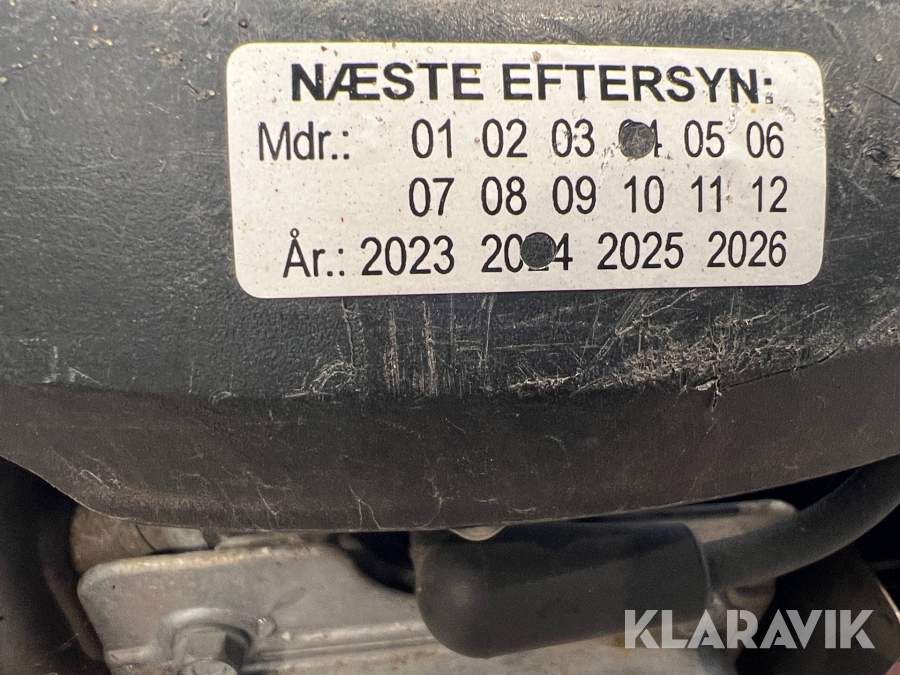 NÆSTE EFTERSYN:
Mdr.: 01 02 03 04 05 06
07 08 09 10 11 12
År.: 2023 2024 2025 2026
KLARAVIK